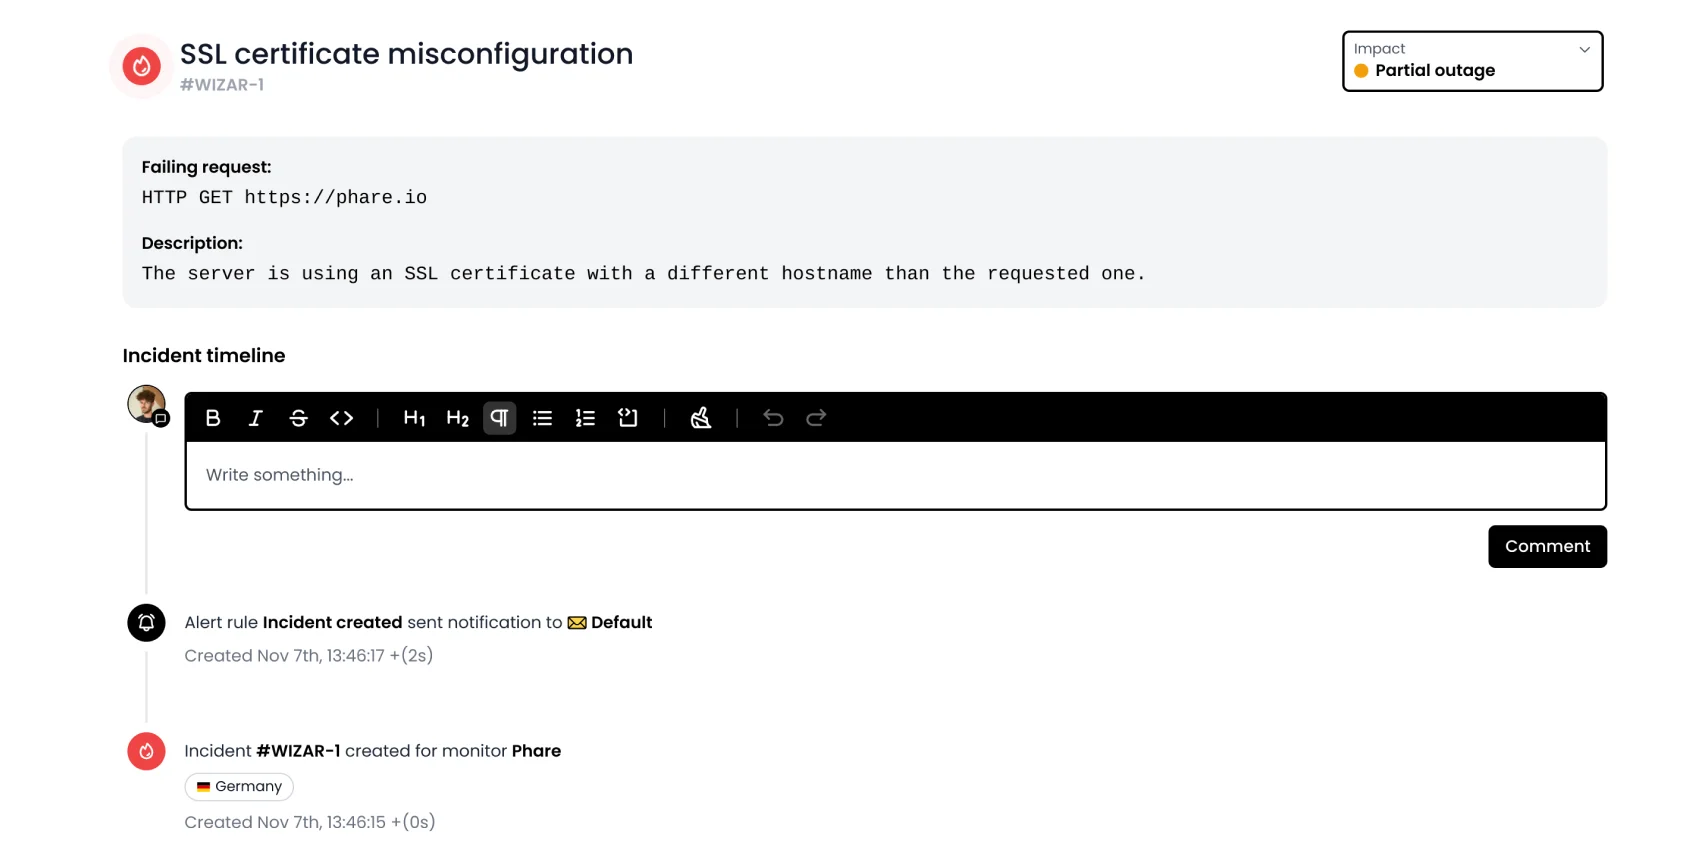 SSL certificate misconfiguration
#WIZAR-1
Impact
Partial outage
Failing request:
HTTP GET https://phare.io
Description:
The server is using an SSL certificate with a different hostname than the requested one.
Incident timeline
B I S <> H1 H2
Write something...
Comment
Alert rule Incident created sent notification to ✉ Default
Created Nov 7th, 13:46:17 +(2s)
Incident #WIZAR-1 created for monitor Phare
Germany
Created Nov 7th, 13:46:15 +(0s)